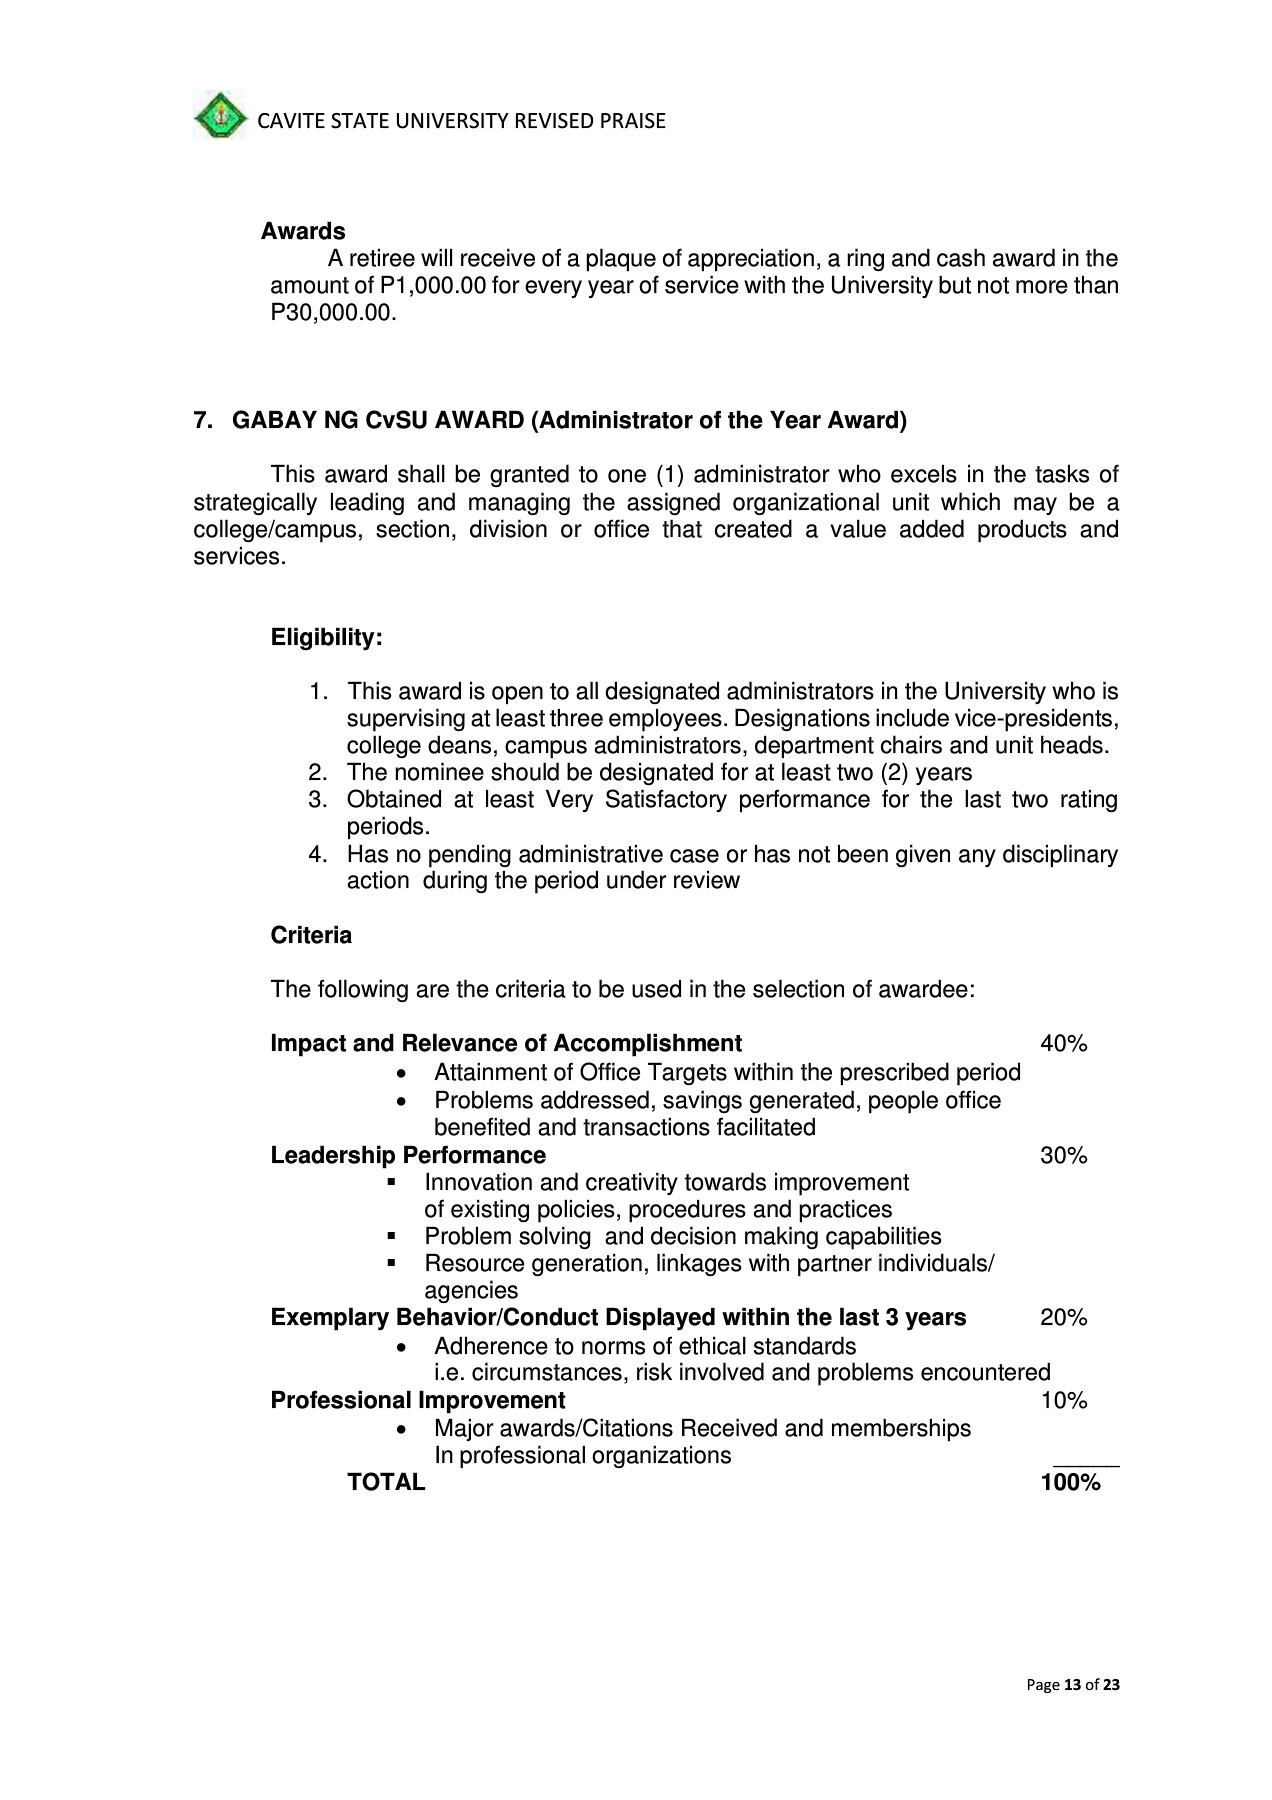 CAVITE STATE UNIVERSITY REVISED PRAISE
Awards
A retiree will receive of a plaque of appreciation, a ring and cash award in the
amount of P1,000.00 for every year of service with the University but not more than
P30,000.00.
7. GABAY NG CvSU AWARD (Administrator of the Year Award)
This award shall be granted to one (1) administrator who excels in the tasks of
strategically leading and managing the assigned organizational unit which may be a
college/campus, section, division or office that created a value added products and
services.
Eligibility:
1. This award is open to all designated administrators in the University who is
supervising at least three employees. Designations include vice-presidents,
college deans, campus administrators, department chairs and unit heads.
2. The nominee should be designated for at least two (2) years
3. Obtained at least Very Satisfactory performance for the last two rating
periods.
4. Has no pending administrative case or has not been given any disciplinary
action during the period under review
Criteria
The following are the criteria to be used in the selection of awardee:
Impact and Relevance of Accomplishment 40%
• Attainment of Office Targets within the prescribed period
• Problems addressed, savings generated, people office
benefited and transactions facilitated
Leadership Performance 30%
▪ Innovation and creativity towards improvement
of existing policies, procedures and practices
▪ Problem solving and decision making capabilities
▪ Resource generation, linkages with partner individuals/
agencies
Exemplary Behavior/Conduct Displayed within the last 3 years 20%
• Adherence to norms of ethical standards
i.e. circumstances, risk involved and problems encountered
Professional Improvement 10%
• Major awards/Citations Received and memberships
In professional organizations
TOTAL 100%
Page 13 of 23